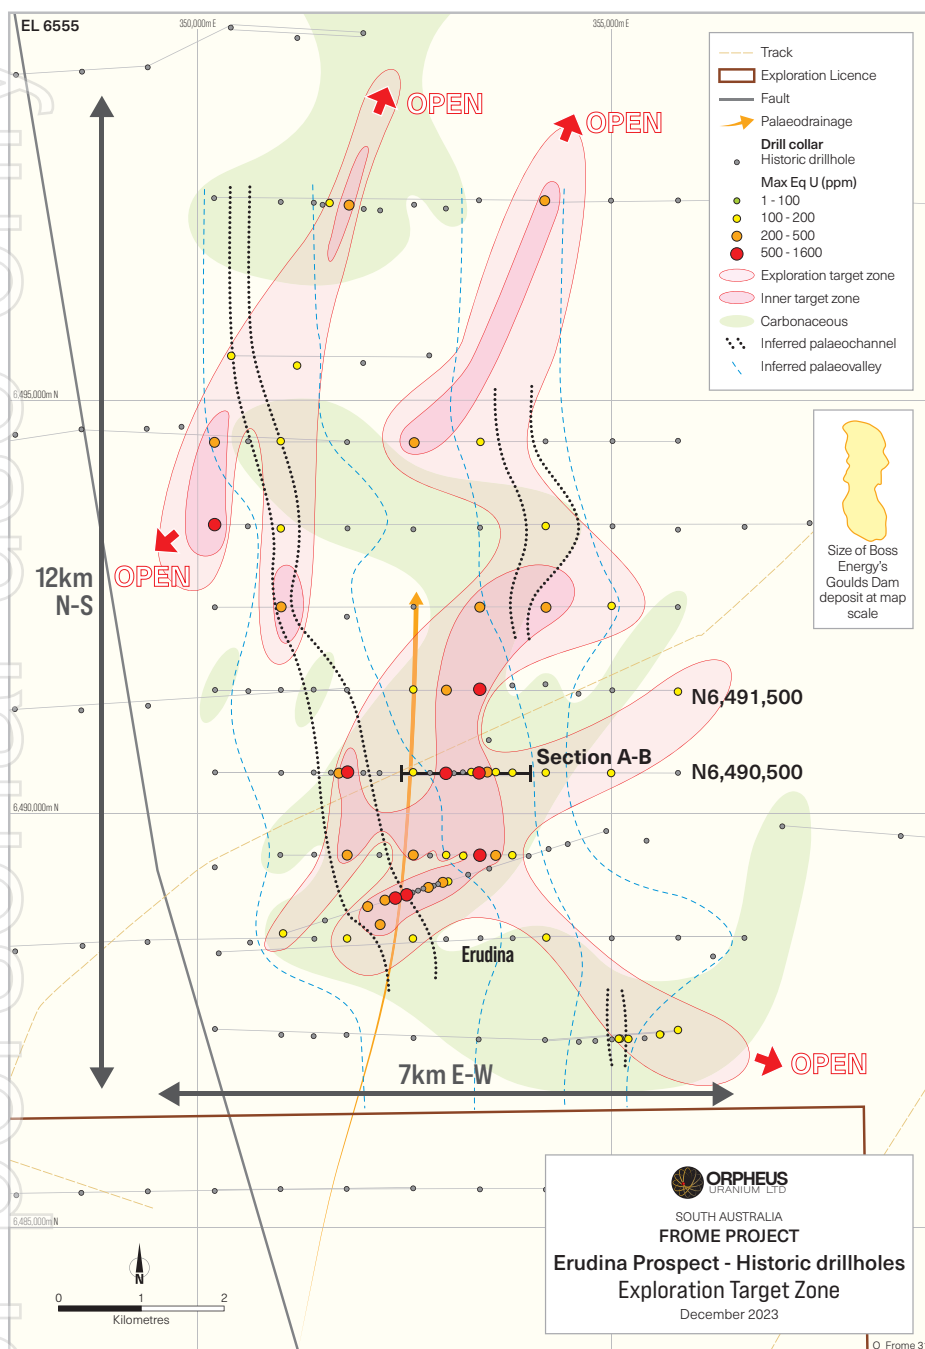 EL 6555
350,000m E
355,000m E
Track
Exploration Licence
Fault
Palaeodrainage
Drill collar
Historic drillhole
Max Eq U (ppm)
1 - 100
100 - 200
200 - 500
500 - 1600
Exploration target zone
Inner target zone
Carbonaceous
Inferred palaeochannel
Inferred palaeovalley
OPEN
OPEN
6,495,000m N
Size of Boss
Energy's
Goulds Dam
deposit at map
scale
12km
N-S
OPEN
N6,491,500
Section A-B
N6,490,500
6,490,000m N
Erudina
OPEN
7km E-W
6,485,000m N
N
0 1 2
Kilometres
ORPHEUS
URANIUM LTD
SOUTH AUSTRALIA
FROME PROJECT
Erudina Prospect - Historic drillholes
Exploration Target Zone
December 2023